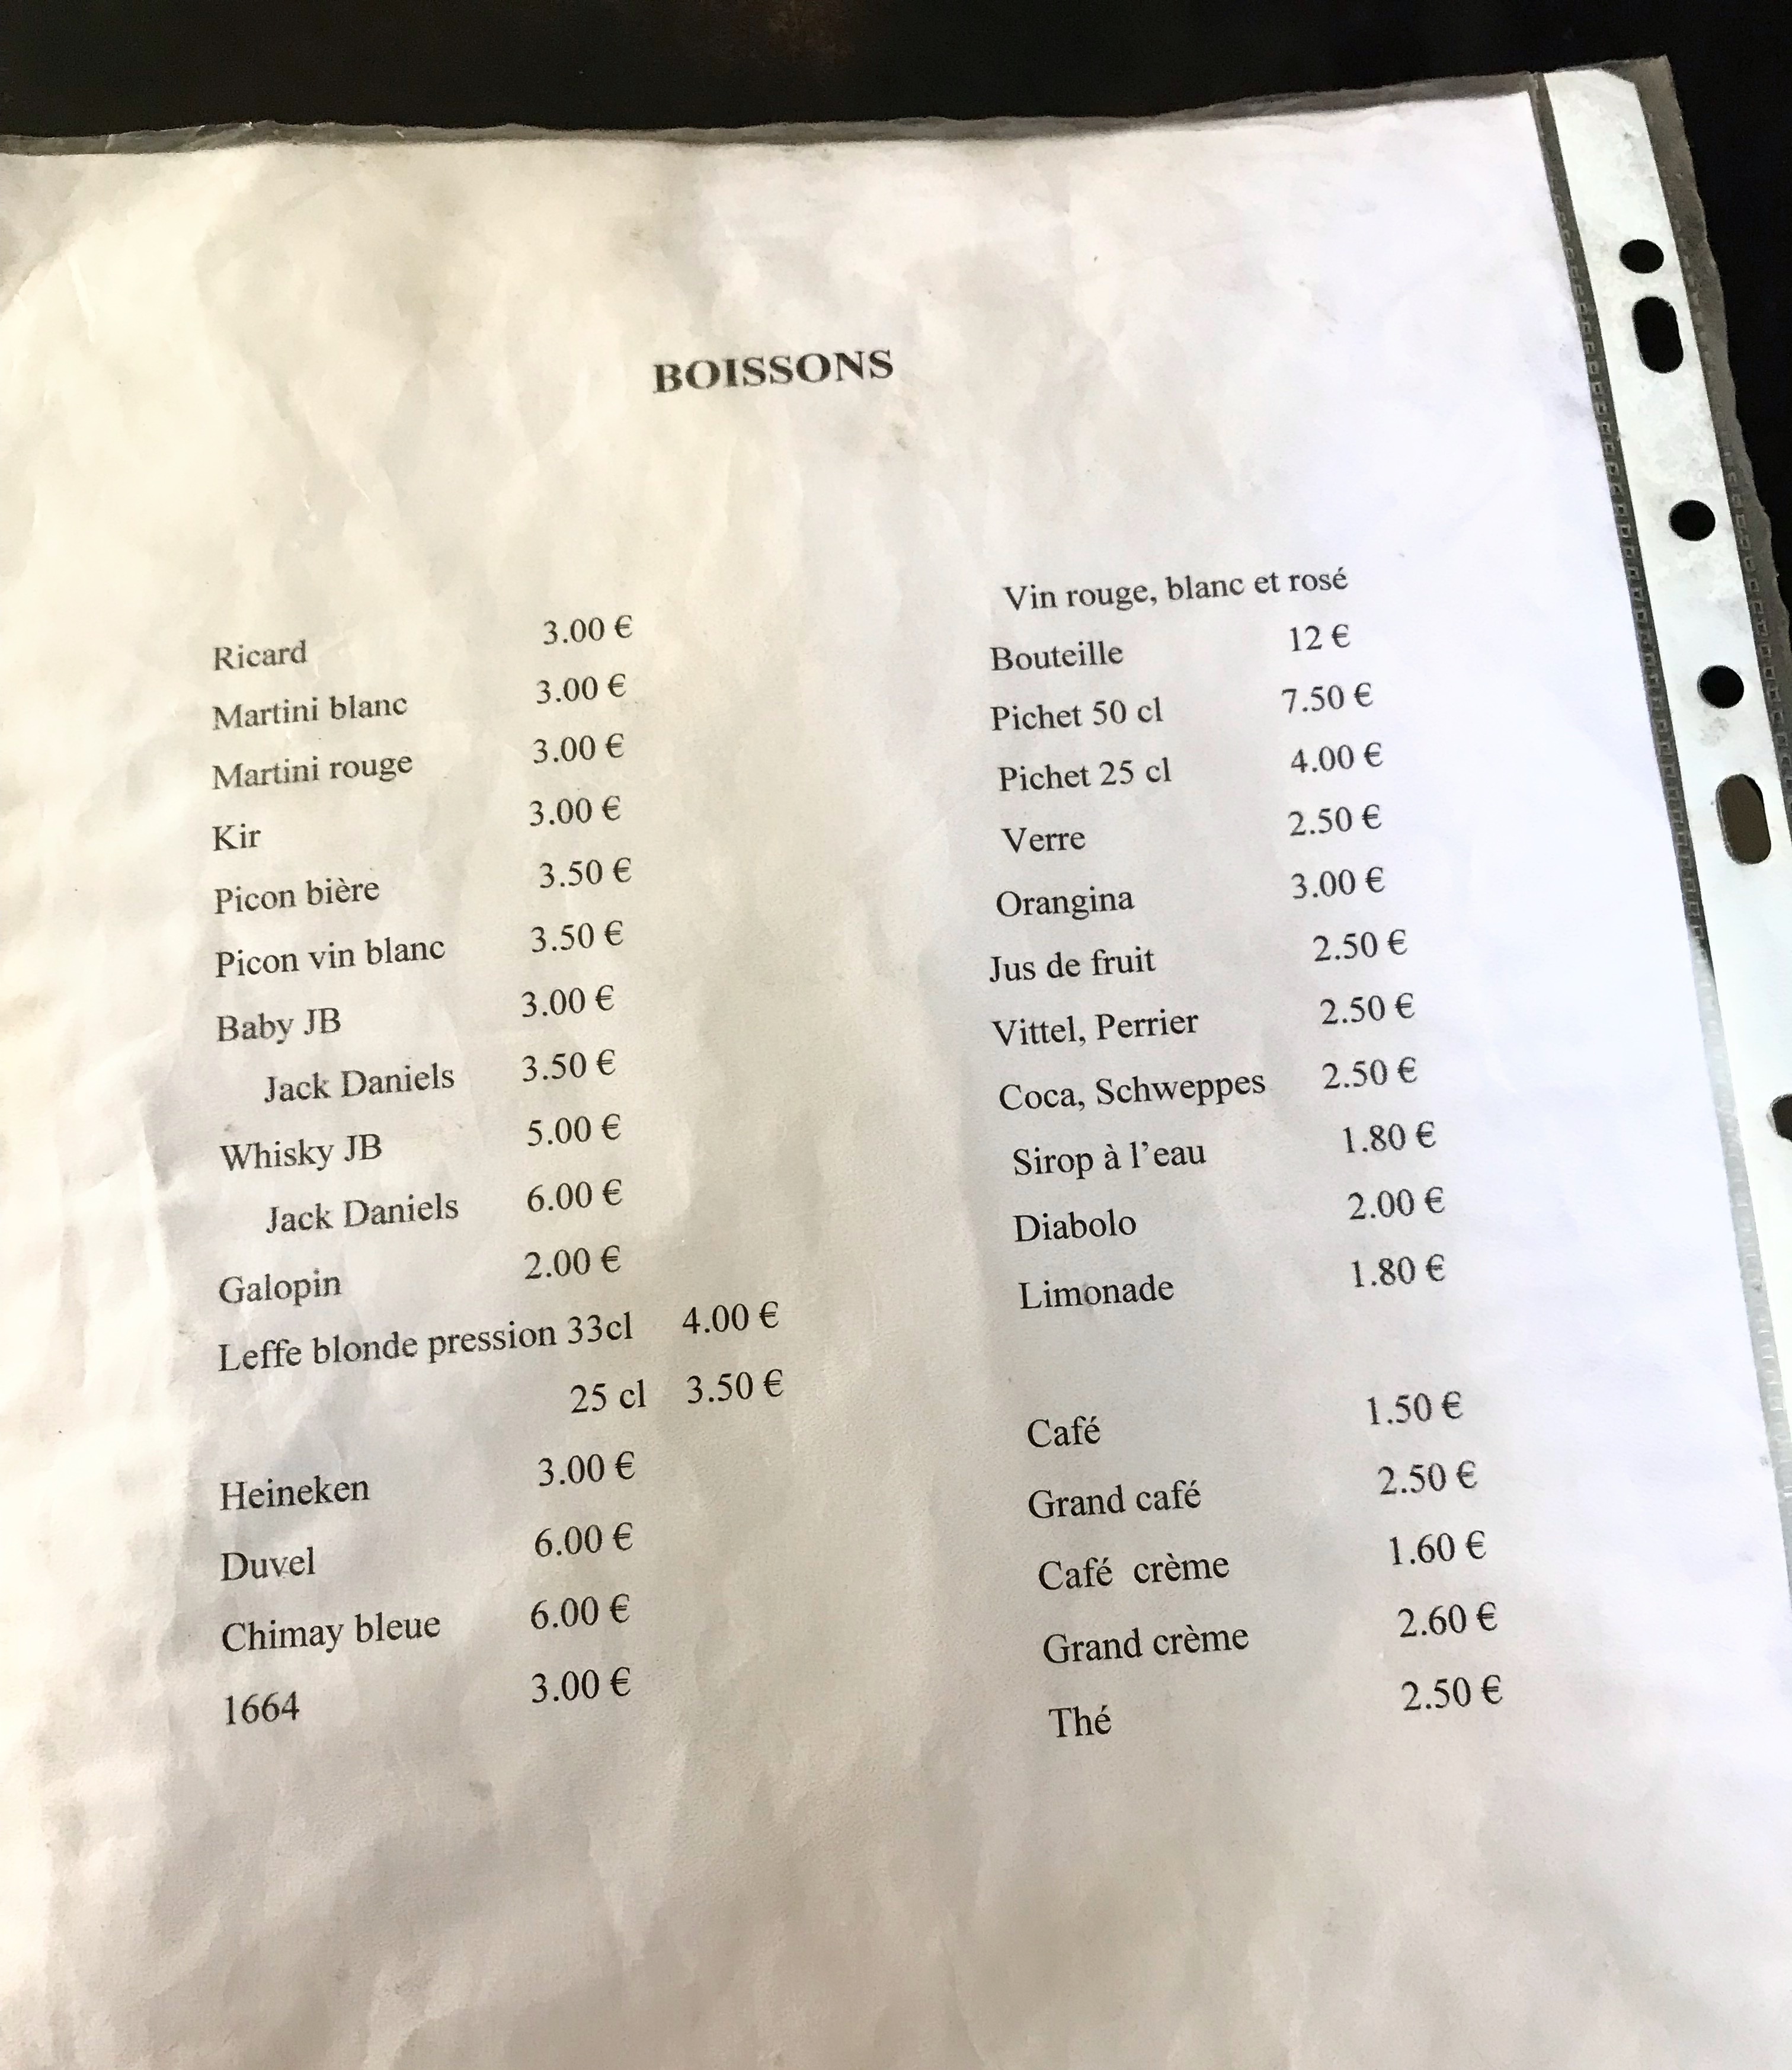 BOISSONS
Ricard 3.00 €
Martini blanc 3.00 €
Martini rouge 3.00 €
Kir 3.00 €
Picon bière 3.50 €
Picon vin blanc 3.50 €
Baby JB 3.00 €
Jack Daniels 3.50 €
Whisky JB 5.00 €
Jack Daniels 6.00 €
Galopin 2.00 €
Leffe blonde pression 33cl 4.00 €
25 cl 3.50 €
Heineken 3.00 €
Duvel 6.00 €
Chimay bleue 6.00 €
1664 3.00 €
Vin rouge, blanc et rosé
Bouteille 12 €
Pichet 50 cl 7.50 €
Pichet 25 cl 4.00 €
Verre 2.50 €
Orangina 3.00 €
Jus de fruit 2.50 €
Vittel, Perrier 2.50 €
Coca, Schweppes 2.50 €
Sirop à l’eau 1.80 €
Diabolo 2.00 €
Limonade 1.80 €
Café 1.50 €
Grand café 2.50 €
Café crème 1.60 €
Grand crème 2.60 €
Thé 2.50 €